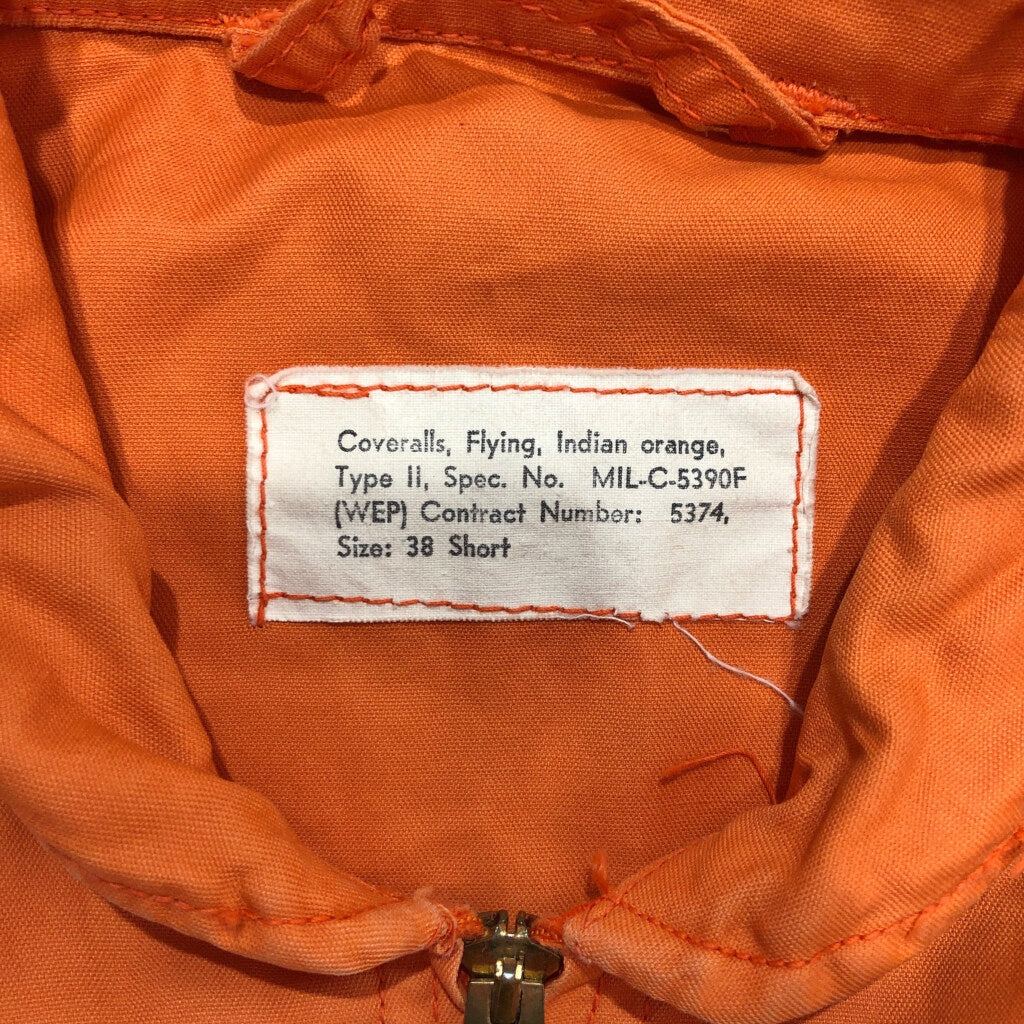 Coveralls, Flying, Indian orange,
Type II, Spec. No. MIL-C-5390F
(WEP) Contract Number: 5374,
Size: 38 Short